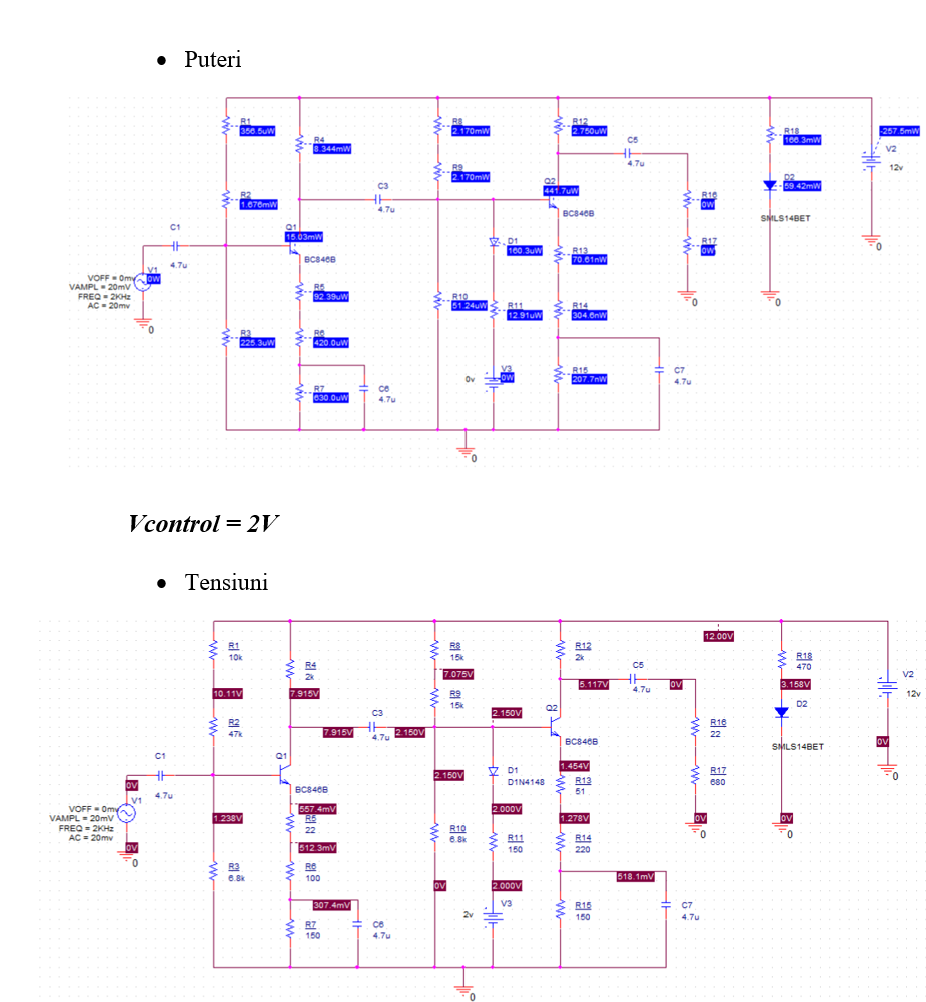 • Puteri
R1
356.5uW
R4
8.344mW
R8
2.170mW
R12
2.750uW
R18
166.3mW
-257.5mW
V2
12v
C5
4.7u
R9
2.170mW
Q2
441.7uW
D2
59.42mW
C3
4.7u
R2
1.676mW
R16
0W
BC846B
SMLS14BET
C1
4.7u
Q1
15.03mW
BC846B
D1
160.3uW
R13
70.61nW
R17
0W
0
VOFF = 0mv
VAMPL = 20mV
FREQ = 2KHz
AC = 20mv
V1
0W
R5
92.39uW
R10
51.24uW
R11
12.91uW
R14
304.6nW
0
0
0
R3
225.3uW
R6
420.0uW
R7
630.0uW
C6
4.7u
0v
V3
0W
R15
207.7nW
C7
4.7u
0
Vcontrol = 2V
• Tensiuni
R1
10k
R4
2k
R8
15k
R12
2k
12.00V
R18
470
7.075V
C5
4.7u
V2
12v
10.11V
7.915V
R9
15k
5.117V
0V
3.158V
D2
R2
47k
C3
4.7u
7.915V
2.150V
2.150V
Q2
BC846B
R16
22
SMLS14BET
0V
C1
4.7u
Q1
BC846B
2.150V
D1
D1N4148
1.454V
R13
51
R17
680
0
0V
V1
VOFF = 0mv
VAMPL = 20mV
FREQ = 2KHz
AC = 20mv
0V
0
1.238V
557.4mV
R5
22
512.3mV
2.000V
1.278V
0V
0
0V
0
R10
6.8k
R11
150
R14
220
R3
6.8k
R6
100
0V
2.000V
518.1mV
307.4mV
R7
150
C6
4.7u
2v
V3
R15
150
C7
4.7u
0